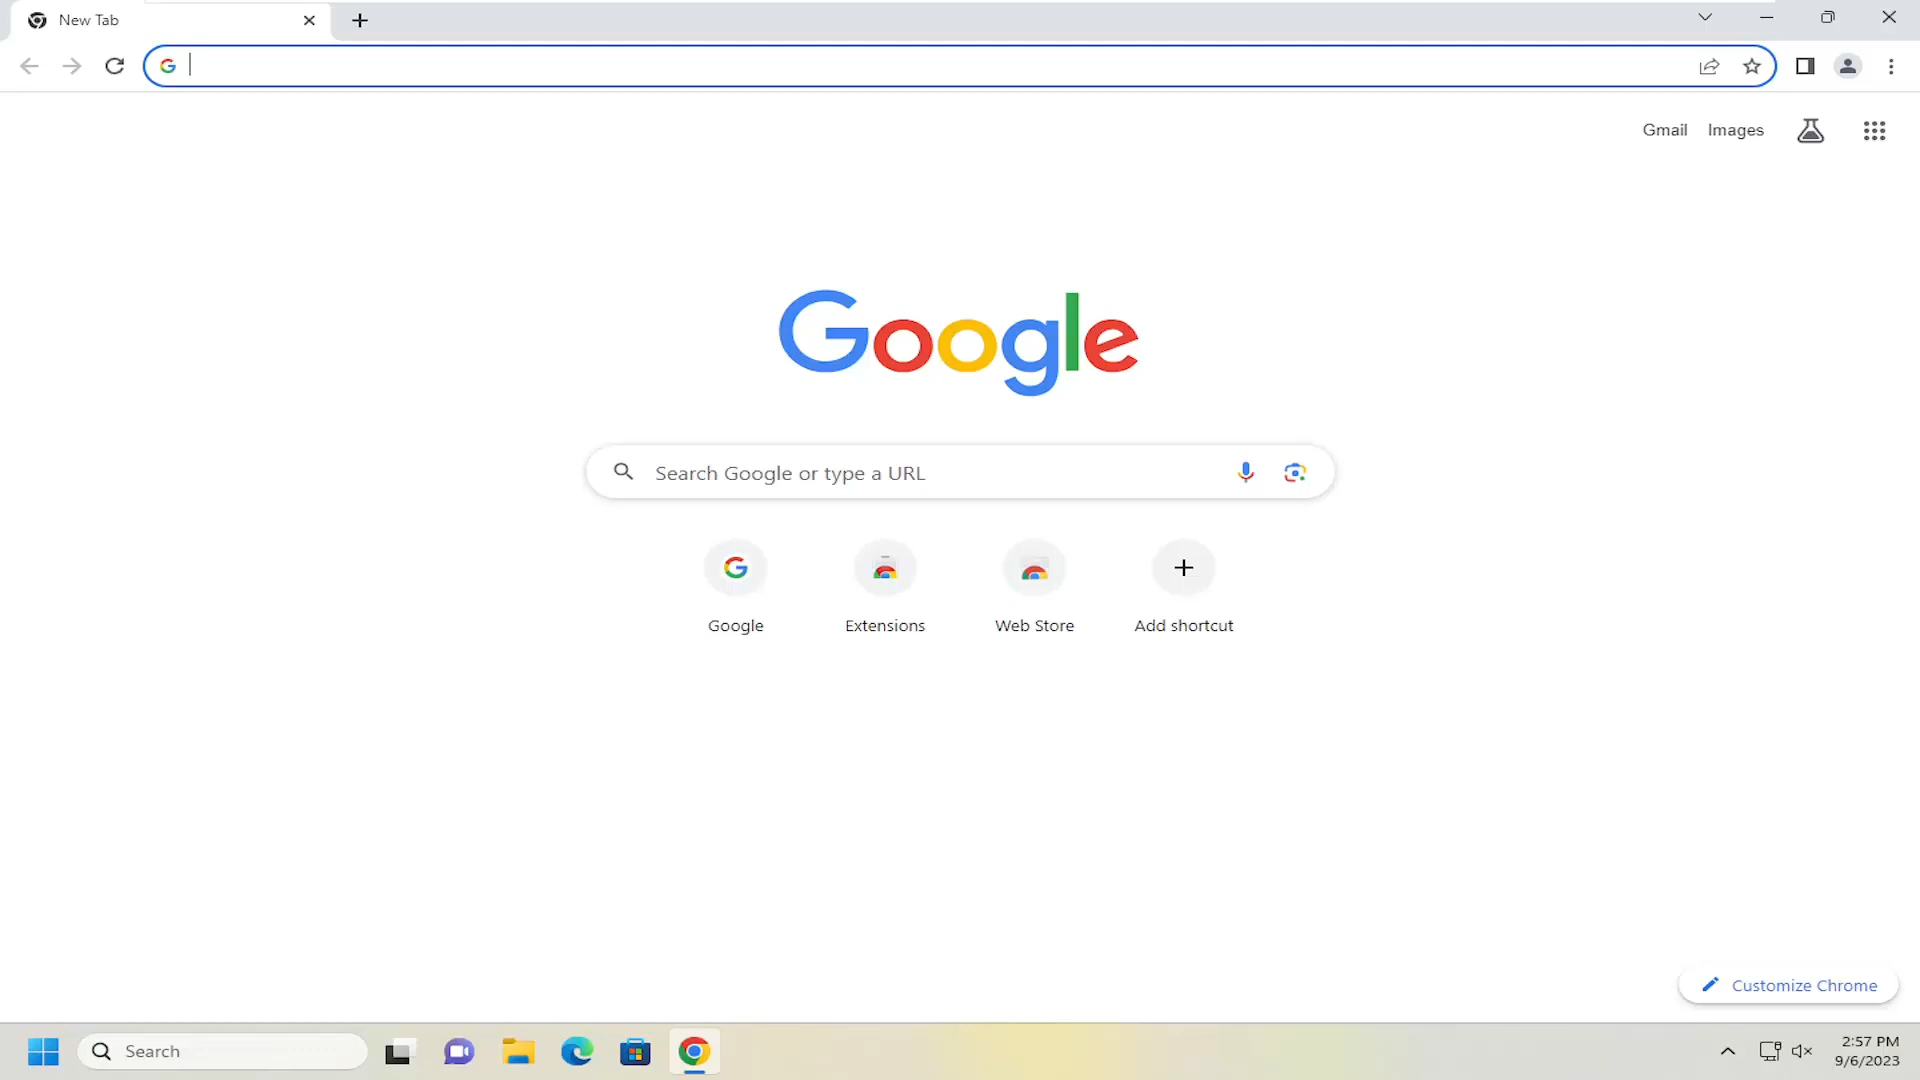 New Tab
Gmail Images
Google
Search Google or type a URL
Google Extensions Web Store Add shortcut
Customize Chrome
Search
2:57 PM
9/6/2023